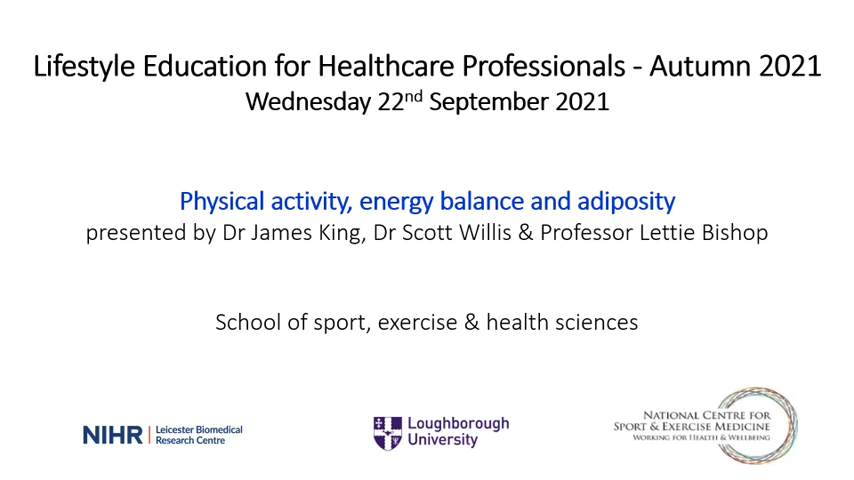 Lifestyle Education for Healthcare Professionals - Autumn 2021
Wednesday 22nd September 2021
Physical activity, energy balance and adiposity
presented by Dr James King, Dr Scott Willis & Professor Lettie Bishop
School of sport, exercise & health sciences
NIHR | Leicester Biomedical
Research Centre
Loughborough
University
NATIONAL CENTRE FOR
SPORT & EXERCISE MEDICINE
WORKING FOR HEALTH & WELLBEING